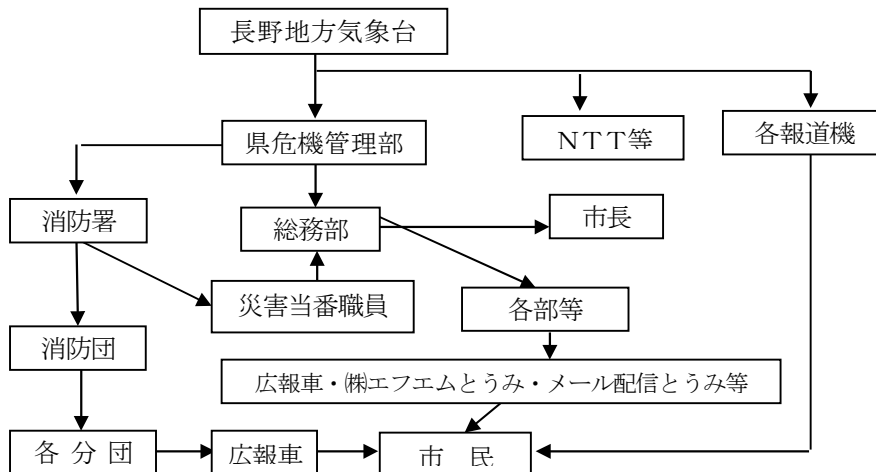 長野地方気象台
県危機管理部
ＮＴＴ等
各報道機
消防署
総務部
市長
災害当番職員
各部等
消防団
広報車・㈱エフエムとうみ・メール配信とうみ等
各 分 団
広報車
市　民